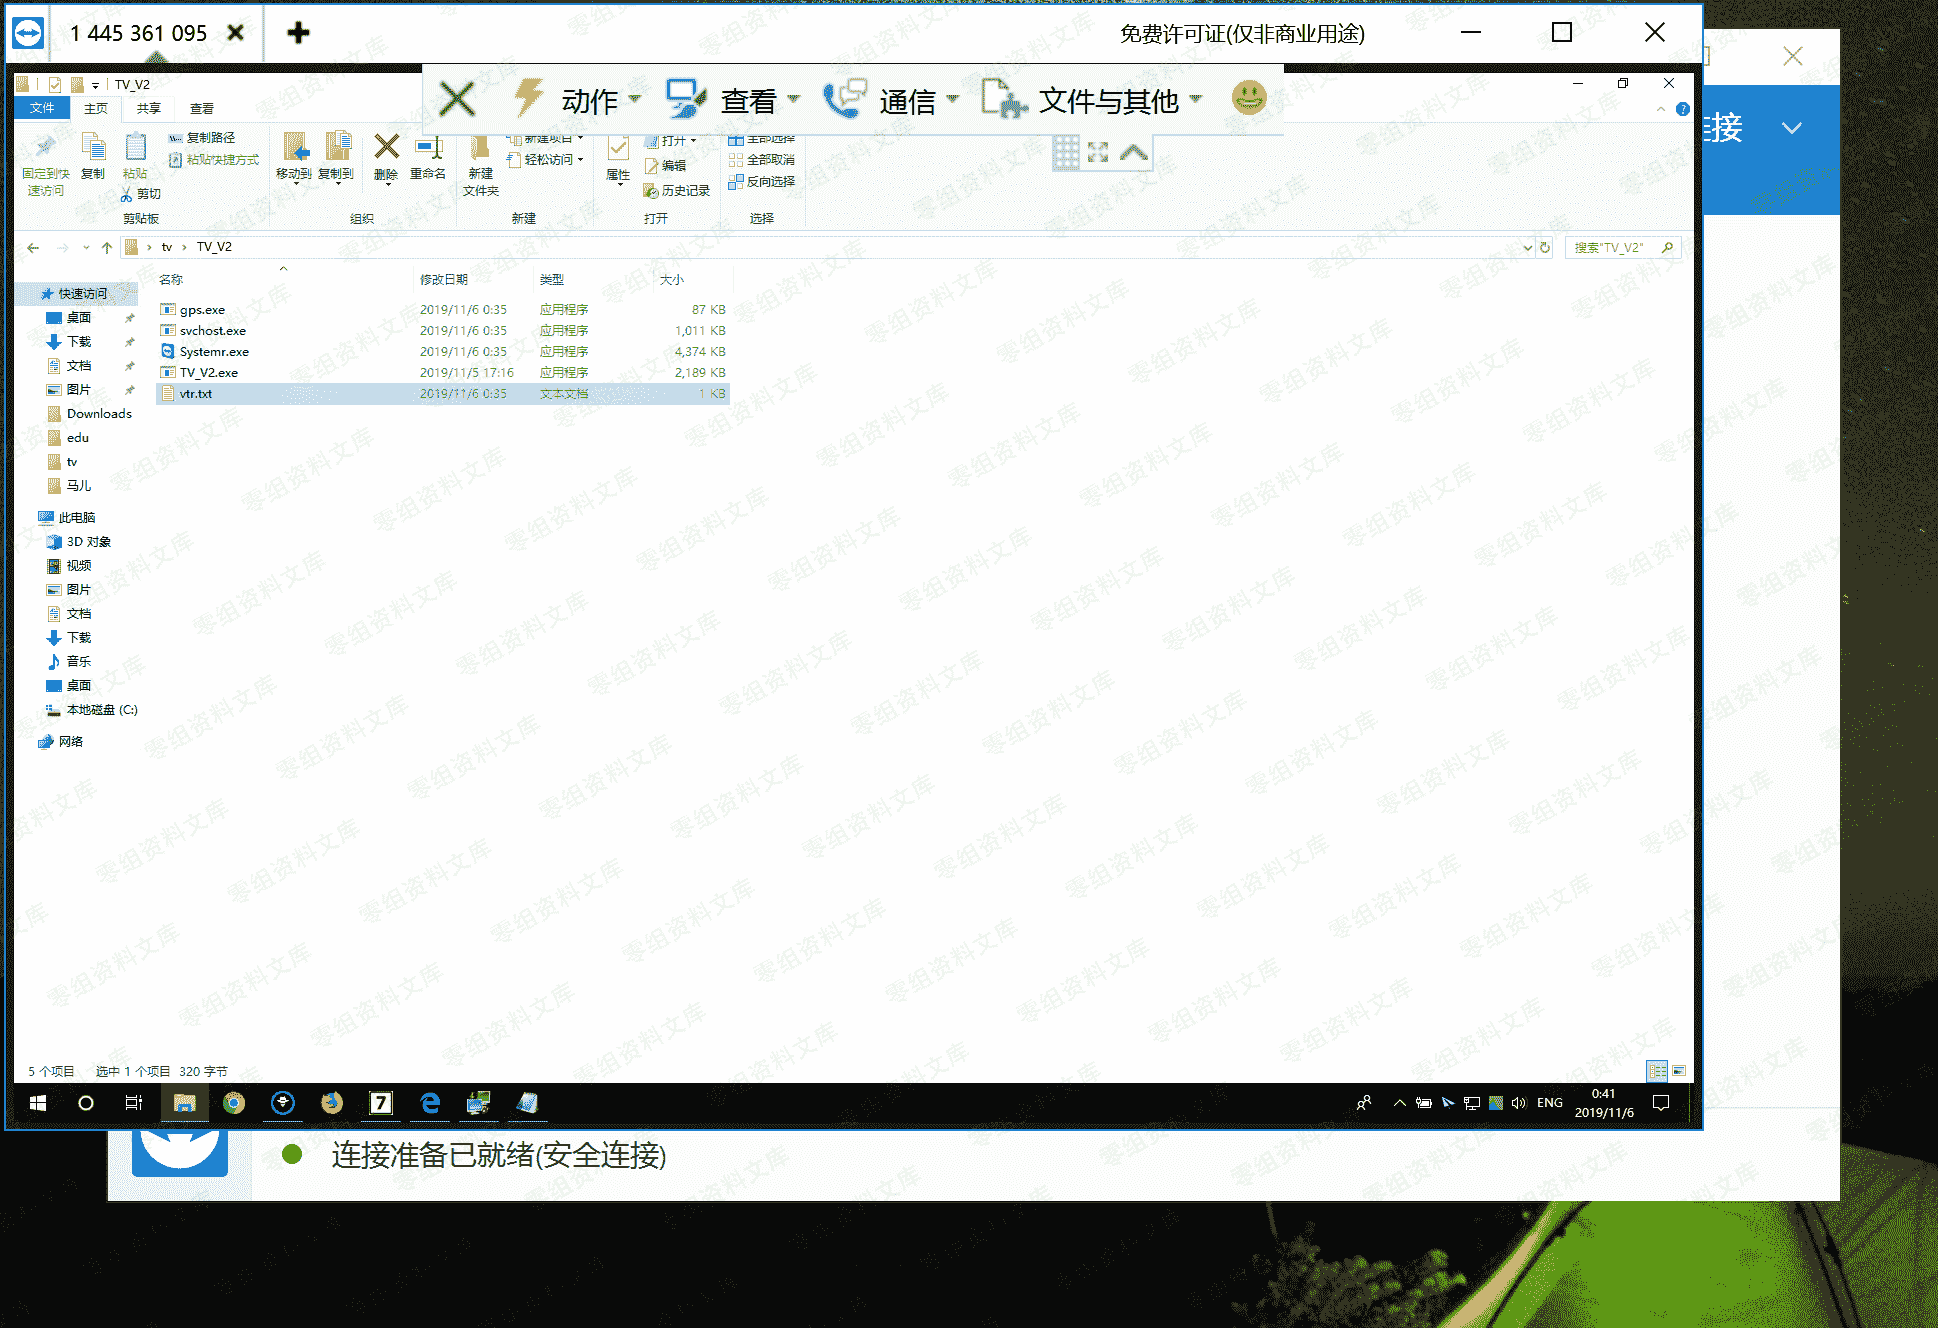 1 445 361 095
免费许可证(仅非商业用途)
TV_V2
动作
查看
通信
文件与其他
文件
主页
共享
查看
连接
固定到快
速访问
复制
粘贴
复制路径
粘贴快捷方式
剪切
移动到
复制到
删除
重命名
新建
文件夹
新建项目
轻松访问
属性
打开
编辑
历史记录
全部选择
全部取消
反向选择
剪贴板
组织
新建
打开
选择
tv
TV_V2
搜索"TV_V2"
名称
修改日期
类型
大小
gps.exe 2019/11/6 0:35 应用程序 87 KB
svchost.exe 2019/11/6 0:35 应用程序 1,011 KB
Systemr.exe 2019/11/6 0:35 应用程序 4,374 KB
TV_V2.exe 2019/11/5 17:16 应用程序 2,189 KB
vtr.txt 2019/11/6 0:35 文本文档 1 KB
快速访问
桌面
下载
文档
图片
Downloads
edu
tv
马儿
此电脑
3D 对象
视频
图片
文档
下载
音乐
桌面
本地磁盘 (C:)
网络
5 个项目
选中 1 个项目 320 字节
7
ENG
0:41
2019/11/6
连接准备已就绪(安全连接)
零组资料文库